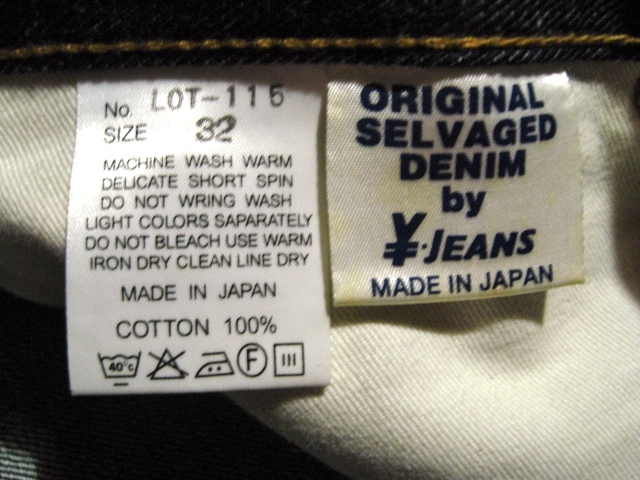 No. LOT-115
SIZE 32
MACHINE WASH WARM
DELICATE SHORT SPIN
DO NOT WRING WASH
LIGHT COLORS SAPARATELY
DO NOT BLEACH USE WARM
IRON DRY CLEAN LINE DRY
MADE IN JAPAN
COTTON 100%
40°C F
ORIGINAL
SELVAGED
DENIM
by
¥·JEANS
MADE IN JAPAN